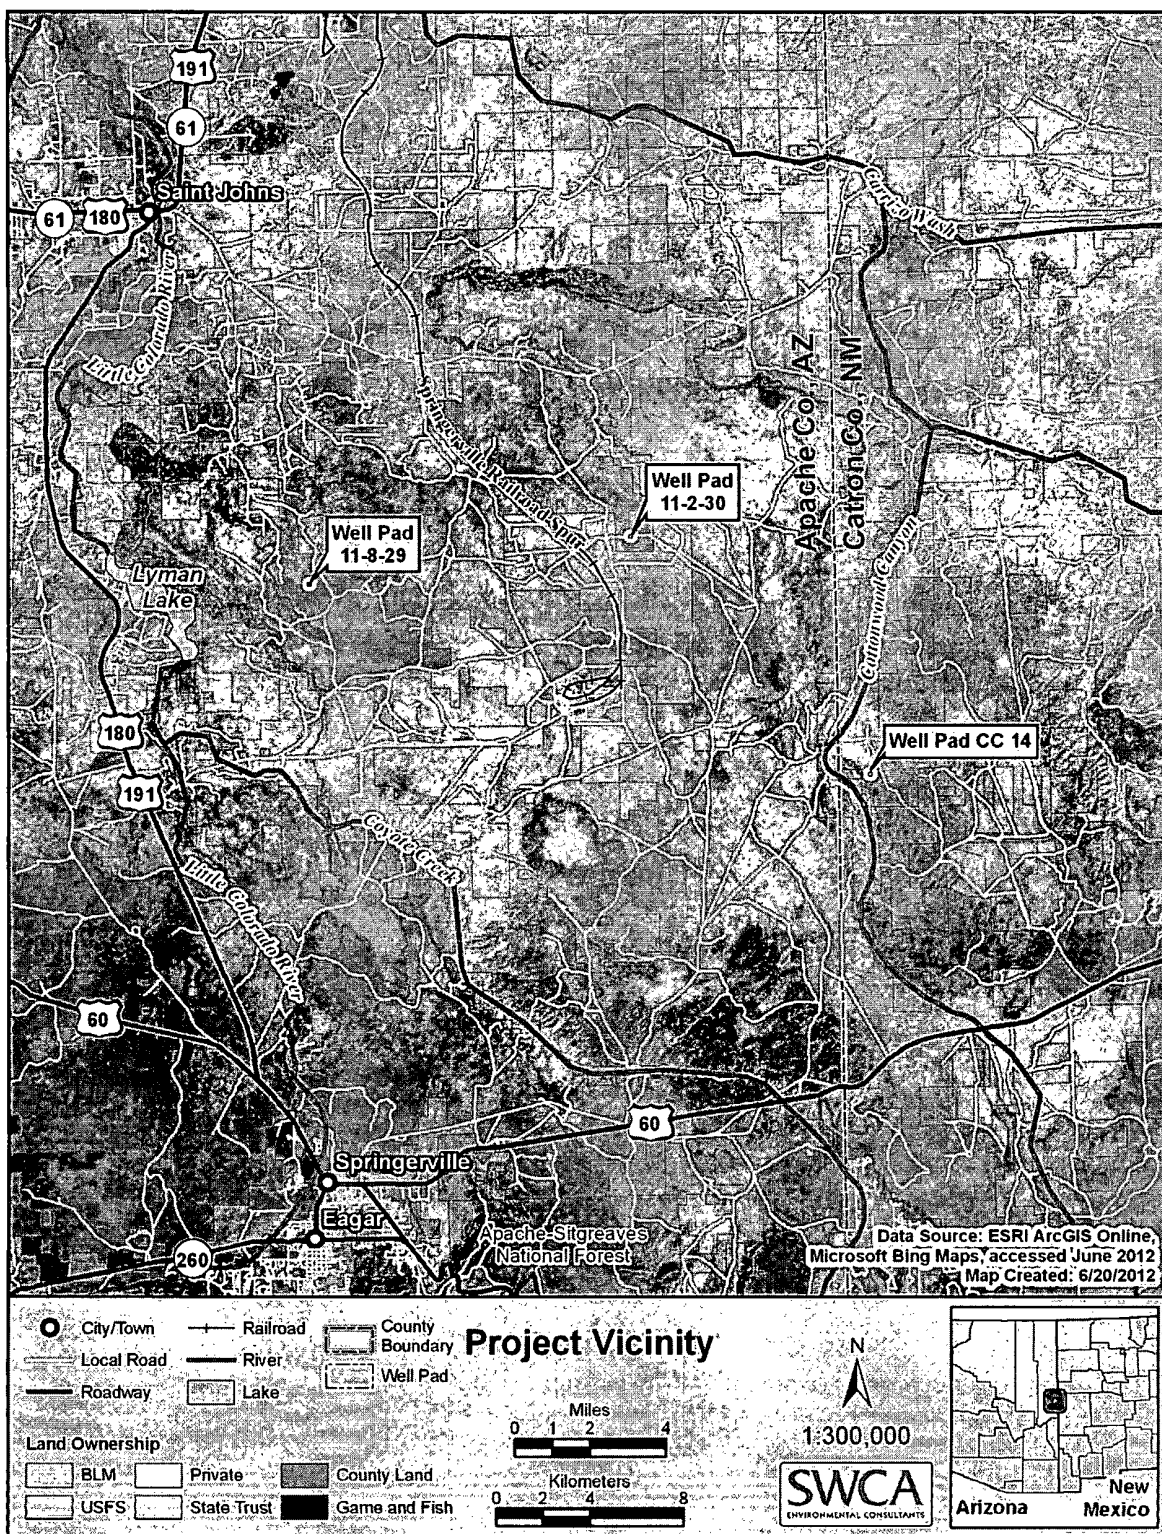 191
61
Saint Johns
61
180
Carrizo Wash
Little Colorado River
Springerville Railroad Spur
Apache Co., AZ
Catron Co., NM
Well Pad
11-2-30
Well Pad
11-8-29
Lyman
Lake
Cottonwood Canyon
180
Well Pad CC 14
191
Coyote Creek
Little Colorado River
60
60
Springerville
Eagar
Apache-Sitgreaves
National Forest
260
Data Source: ESRI ArcGIS Online,
Microsoft Bing Maps, accessed June 2012
Map Created: 6/20/2012
City/Town
Railroad
County
Boundary
Local Road
River
Well Pad
Roadway
Lake
Land Ownership
BLM
Private
County Land
USFS
State Trust
Game and Fish
Project Vicinity
Miles
0 1 2 4
Kilometers
0 2 4 8
N
1:300,000
SWCA
ENVIRONMENTAL CONSULTANTS
Arizona
New
Mexico